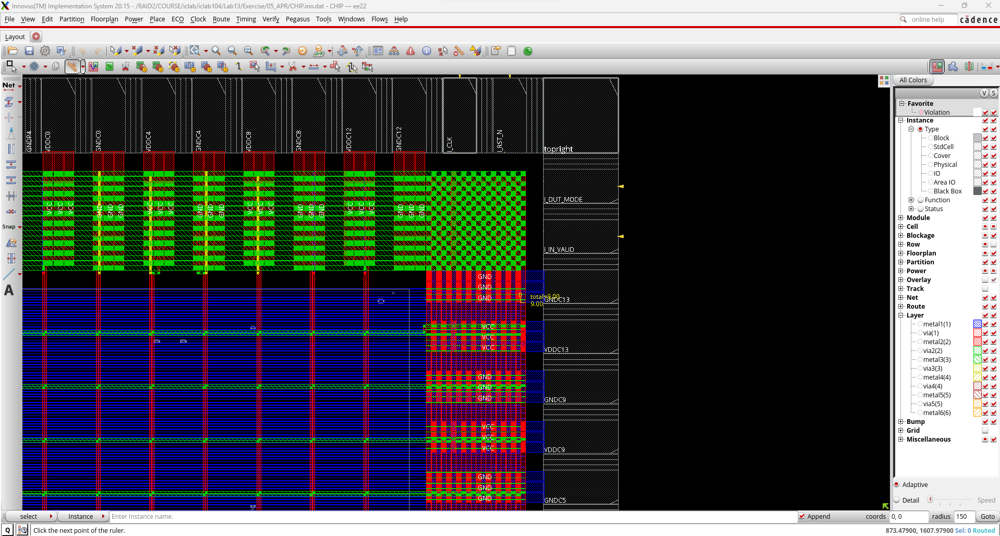 Innovus(TM) Implementation System 20.15 - /RAID2/COURSE/iclab/iclab104/Lab13/Exercise/05_APR/CHIP.inn.dat - CHIP — ee22
File View Edit Partition Floorplan Power Place ECO Clock Route Timing Verify Pegasus Tools Windows Flows Help
online help
cādence
Layout
Net
Snap
A
GNDP4
VDDC0
GNDC0
VDDC4
GNDC4
VDDC8
GNDC8
VDDC12
GNDC12
I_CLK
I_RST_N
topright
VCC VCC VCC
GND GND GND
VCC VCC VCC
GND GND GND
VCC VCC VCC
GND GND GND
VCC VCC VCC
GND GND GND
I_OUT_MODE
I_IN_VALID
GND
GND
GND
0 total=9.00
9.00
GNDC13
VCC
VCC
VCC
VDDC13
GND
GND
GND
GNDC9
VCC
VCC
VCC
VDDC9
GND
GND
GND
GNDC5
All Colors
V S
Favorite
Violation
Instance
Type
Block
StdCell
Cover
Physical
IO
Area IO
Black Box
Function
Status
Module
Cell
Blockage
Row
Floorplan
Partition
Power
Overlay
Track
Net
Route
Layer
metal1(1)
via(1)
metal2(2)
via2(2)
metal3(3)
via3(3)
metal4(4)
via4(4)
metal5(5)
via5(5)
metal6(6)
Bump
Grid
Miscellaneous
Adaptive
Detail Speed
select Instance Enter Instance name. Append coords 0, 0 radius 150 Goto
Q Click the next point of the ruler. 873.47900, 1607.97900 Sel: 0 Routed